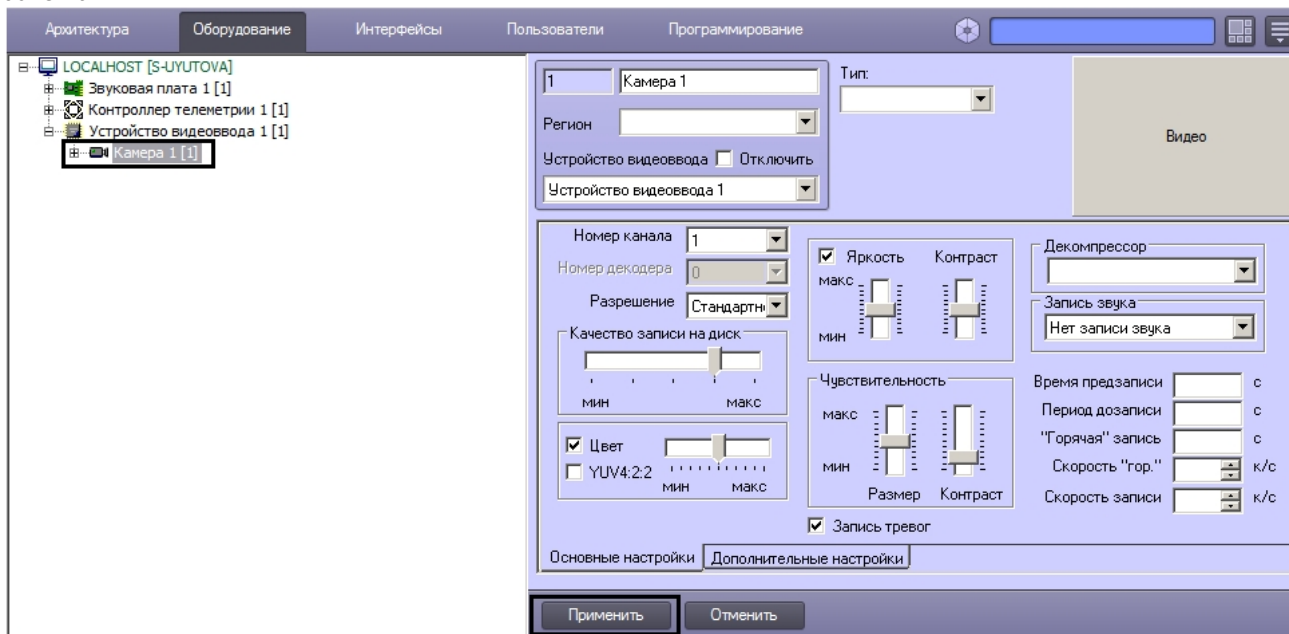 Архитектура Оборудование Интерфейсы Пользователи Программирование
LOCALHOST [S-UYUTOVA]
Звуковая плата 1 [1]
Контроллер телеметрии 1 [1]
Устройство видеоввода 1 [1]
Камера 1 [1]
1 Камера 1
Регион
Устройство видеоввода Отключить
Устройство видеоввода 1
Тип:
Видео
Номер канала 1
Номер декодера 0
Разрешение Стандартн
Качество записи на диск
мин макс
Цвет
YUV4:2:2
мин макс
Яркость Контраст
макс
мин
Чувствительность
макс
мин
Размер Контраст
Запись тревог
Декомпрессор
Запись звука
Нет записи звука
Время предзаписи с
Период дозаписи с
"Горячая" запись с
Скорость "гор." к/с
Скорость записи к/с
Основные настройки Дополнительные настройки
Применить Отменить